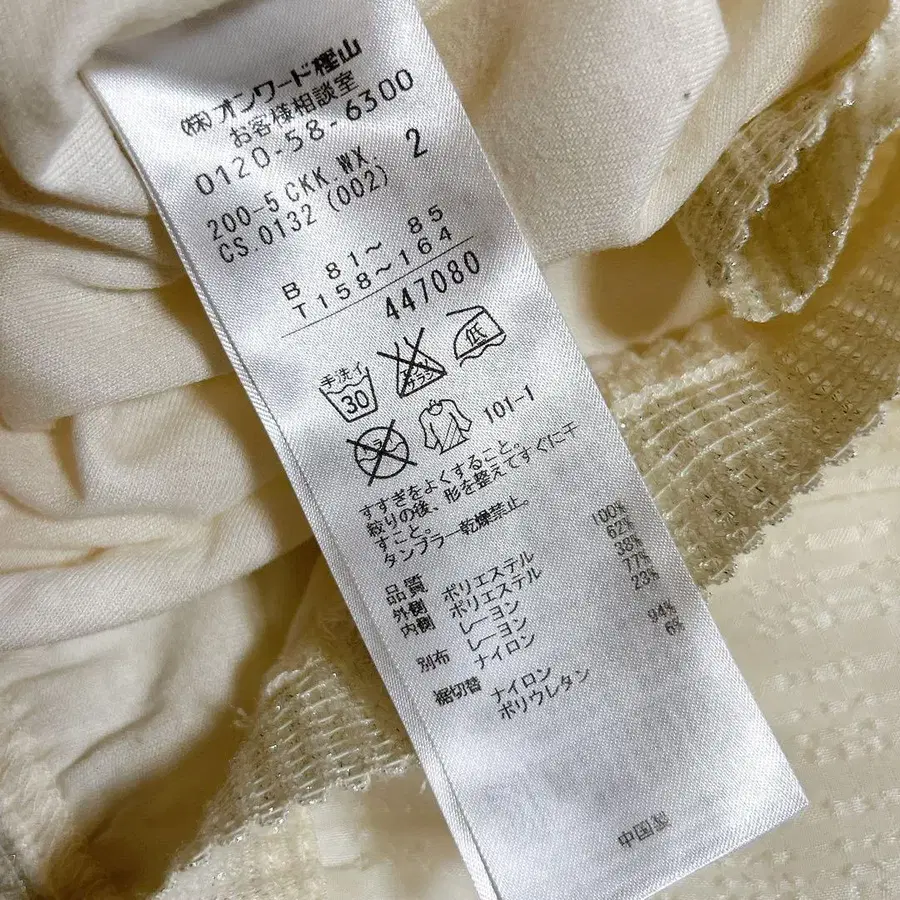 (株)オンワード樫山
お客様相談室
0120-58-6300
200-5 CKK WX. 2
CS.0132 (002)
B 81〜 85
T158〜164
447080
手洗イ
30
低
101-1
すすぎをよくすること。
絞りの後、形を整えてすぐに干
すこと。
タンブラー乾燥禁止。
品質
外側 ポリエステル 100%
内側 ポリエステル 62%
レーヨン 38%
別布 レーヨン 77%
ナイロン 23%
裾切替 ナイロン 94%
ポリウレタン 6%
中国製